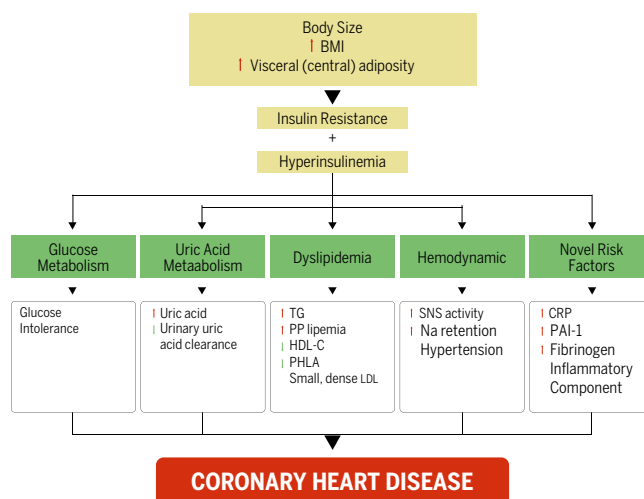 Body Size
↑ BMI
↑ Visceral (central) adiposity
Insulin Resistance
+
Hyperinsulinemia
Glucose
Metabolism
Uric Acid
Metaabolism
Dyslipidemia
Hemodynamic
Novel Risk
Factors
Glucose
Intolerance
↑ Uric acid
↓ Urinary uric
acid clearance
↑ TG
↑ PP lipemia
↓ HDL-C
↓ PHLA
Small, dense LDL
↑ SNS activity
↑ Na retention
Hypertension
↑ CRP
↑ PAI-1
↑ Fibrinogen
Inflammatory
Component
CORONARY HEART DISEASE